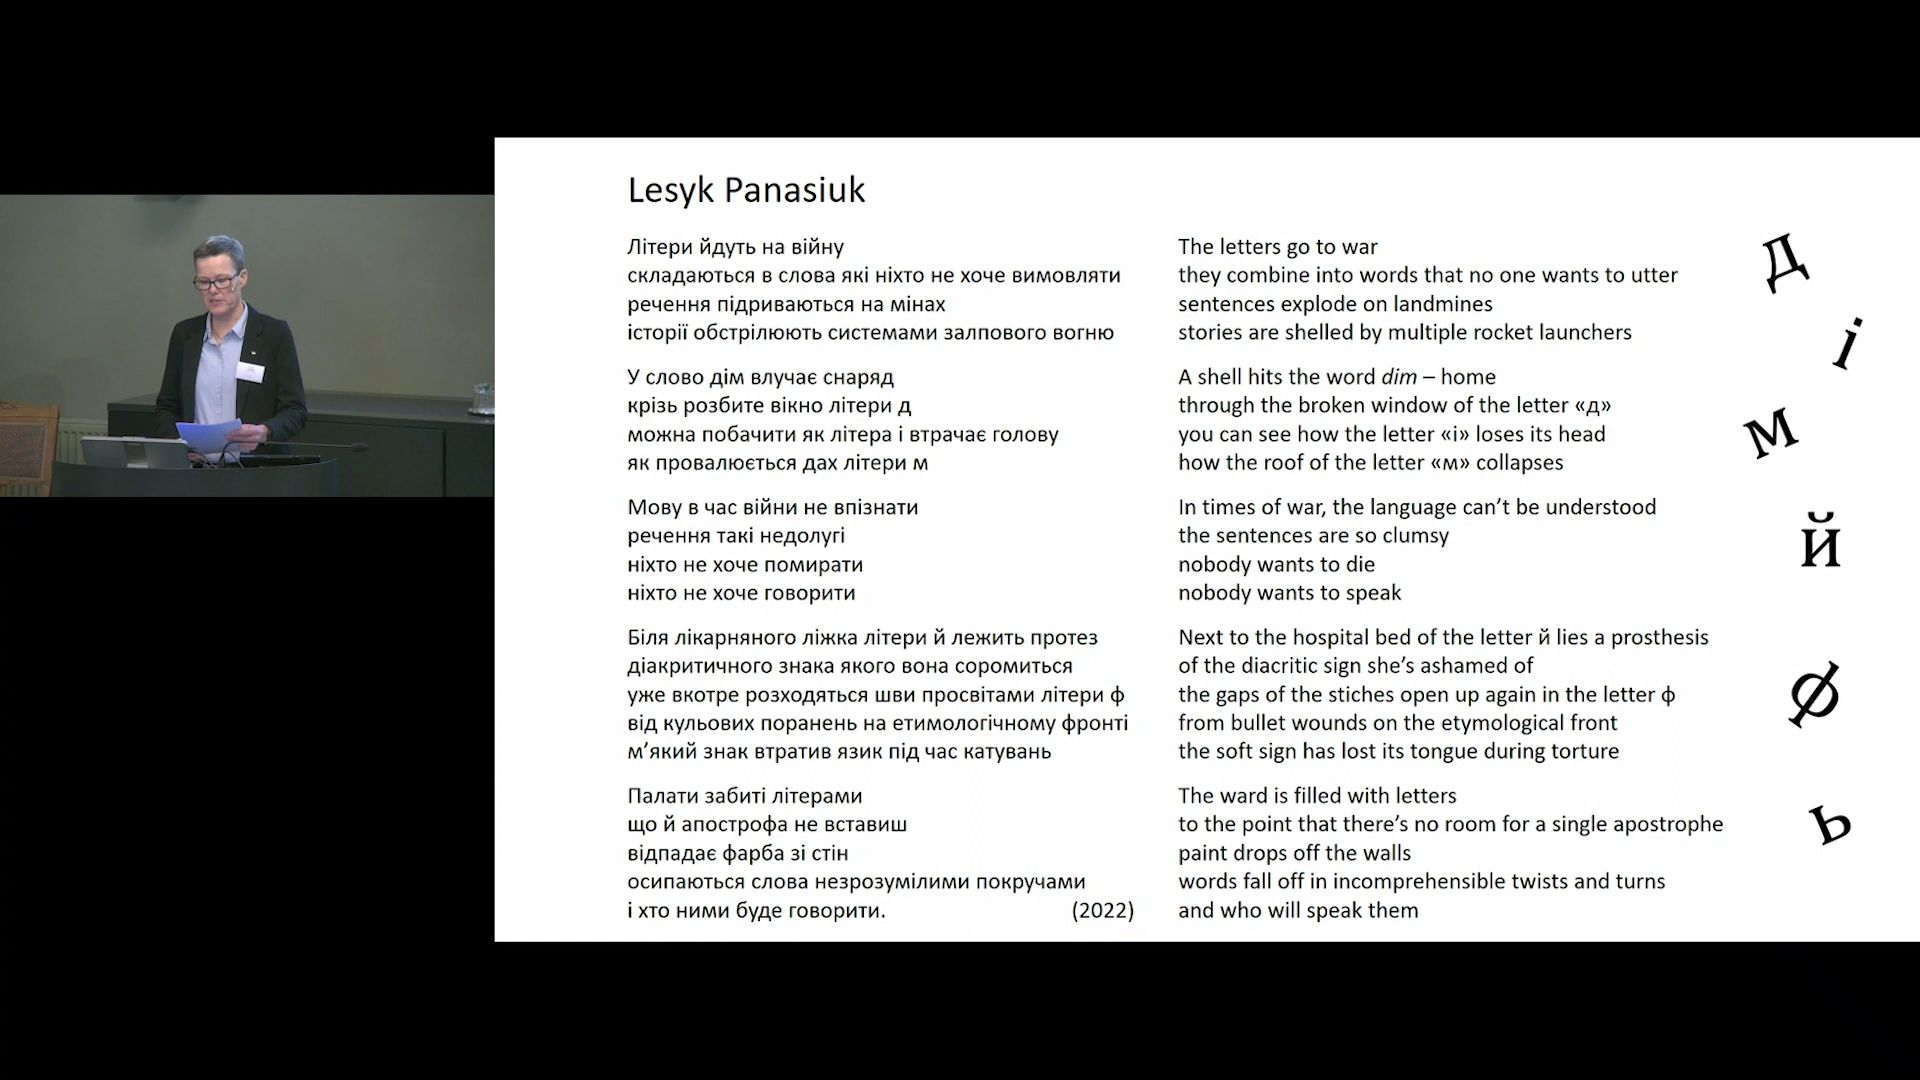 Lesyk Panasiuk
Літери йдуть на війну
складаються в слова які ніхто не хоче вимовляти
речення підриваються на мінах
історії обстрілюють системами залпового вогню
У слово дім влучає снаряд
крізь розбите вікно літери д
можна побачити як літера і втрачає голову
як провалюється дах літери м
Мову в час війни не впізнати
речення такі недолугі
ніхто не хоче помирати
ніхто не хоче говорити
Біля лікарняного ліжка літери й лежить протез
діакритичного знака якого вона соромиться
уже вкотре розходяться шви просвітами літери ф
від кульових поранень на етимологічному фронті
м’який знак втратив язик під час катувань
Палати забиті літерами
що й апострофа не вставиш
відпадає фарба зі стін
осипаються слова незрозумілими покручами
і хто ними буде говорити. (2022)
The letters go to war
they combine into words that no one wants to utter
sentences explode on landmines
stories are shelled by multiple rocket launchers
A shell hits the word dim – home
through the broken window of the letter «д»
you can see how the letter «і» loses its head
how the roof of the letter «м» collapses
In times of war, the language can’t be understood
the sentences are so clumsy
nobody wants to die
nobody wants to speak
Next to the hospital bed of the letter й lies a prosthesis
of the diacritic sign she’s ashamed of
the gaps of the stiches open up again in the letter ф
from bullet wounds on the etymological front
the soft sign has lost its tongue during torture
The ward is filled with letters
to the point that there’s no room for a single apostrophe
paint drops off the walls
words fall off in incomprehensible twists and turns
and who will speak them
д
і
м
й
ф
ь